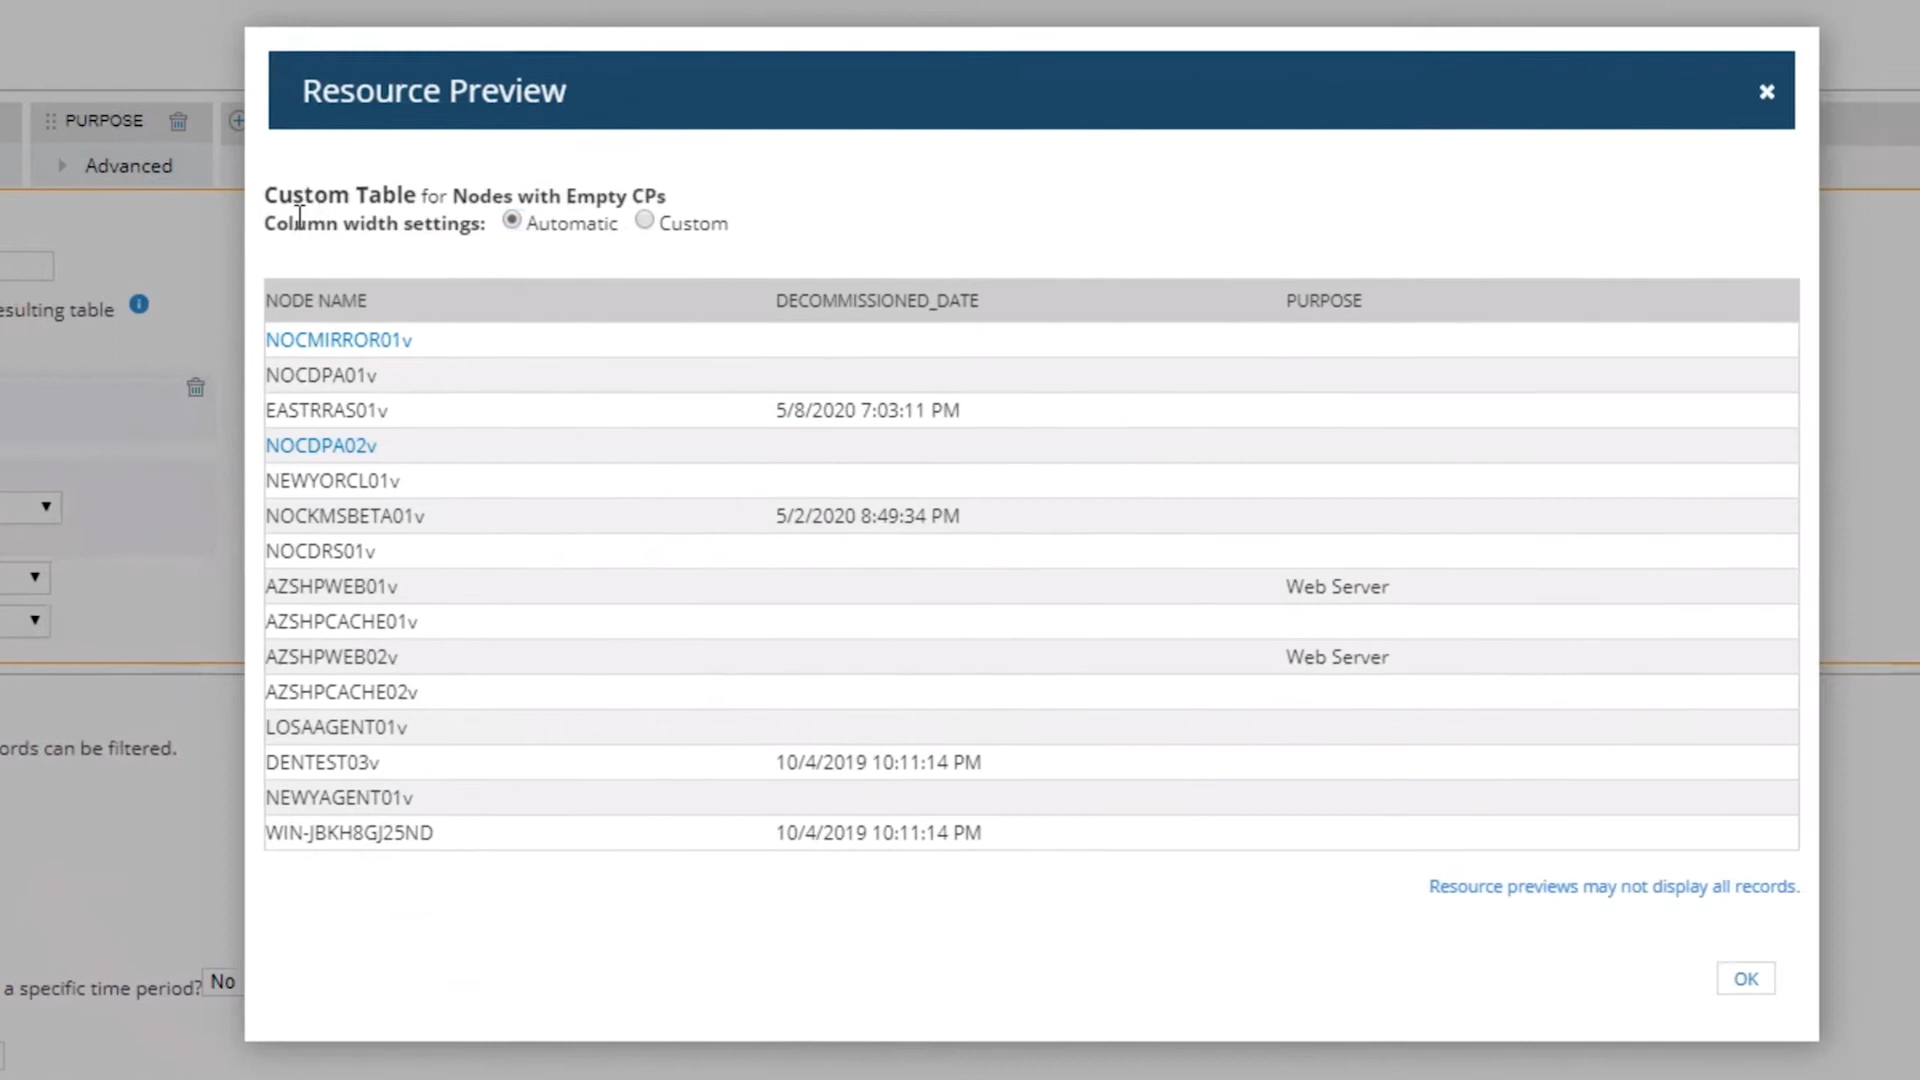 Resource Preview
PURPOSE
Advanced
Custom Table for Nodes with Empty CPs
Column width settings: Automatic Custom
NODE NAME DECOMMISSIONED_DATE PURPOSE
esulting table
NOCMIRROR01v
NOCDPA01v
EASTRRAS01v 5/8/2020 7:03:11 PM
NOCDPA02v
NEWYORCL01v
NOCKMSBETA01v 5/2/2020 8:49:34 PM
NOCDRS01v
AZSHPWEB01v Web Server
AZSHPCACHE01v
AZSHPWEB02v Web Server
AZSHPCACHE02v
LOSAAGENT01v
ords can be filtered.
DENTEST03v 10/4/2019 10:11:14 PM
NEWYAGENT01v
WIN-JBKH8GJ25ND 10/4/2019 10:11:14 PM
Resource previews may not display all records.
a specific time period? No
OK